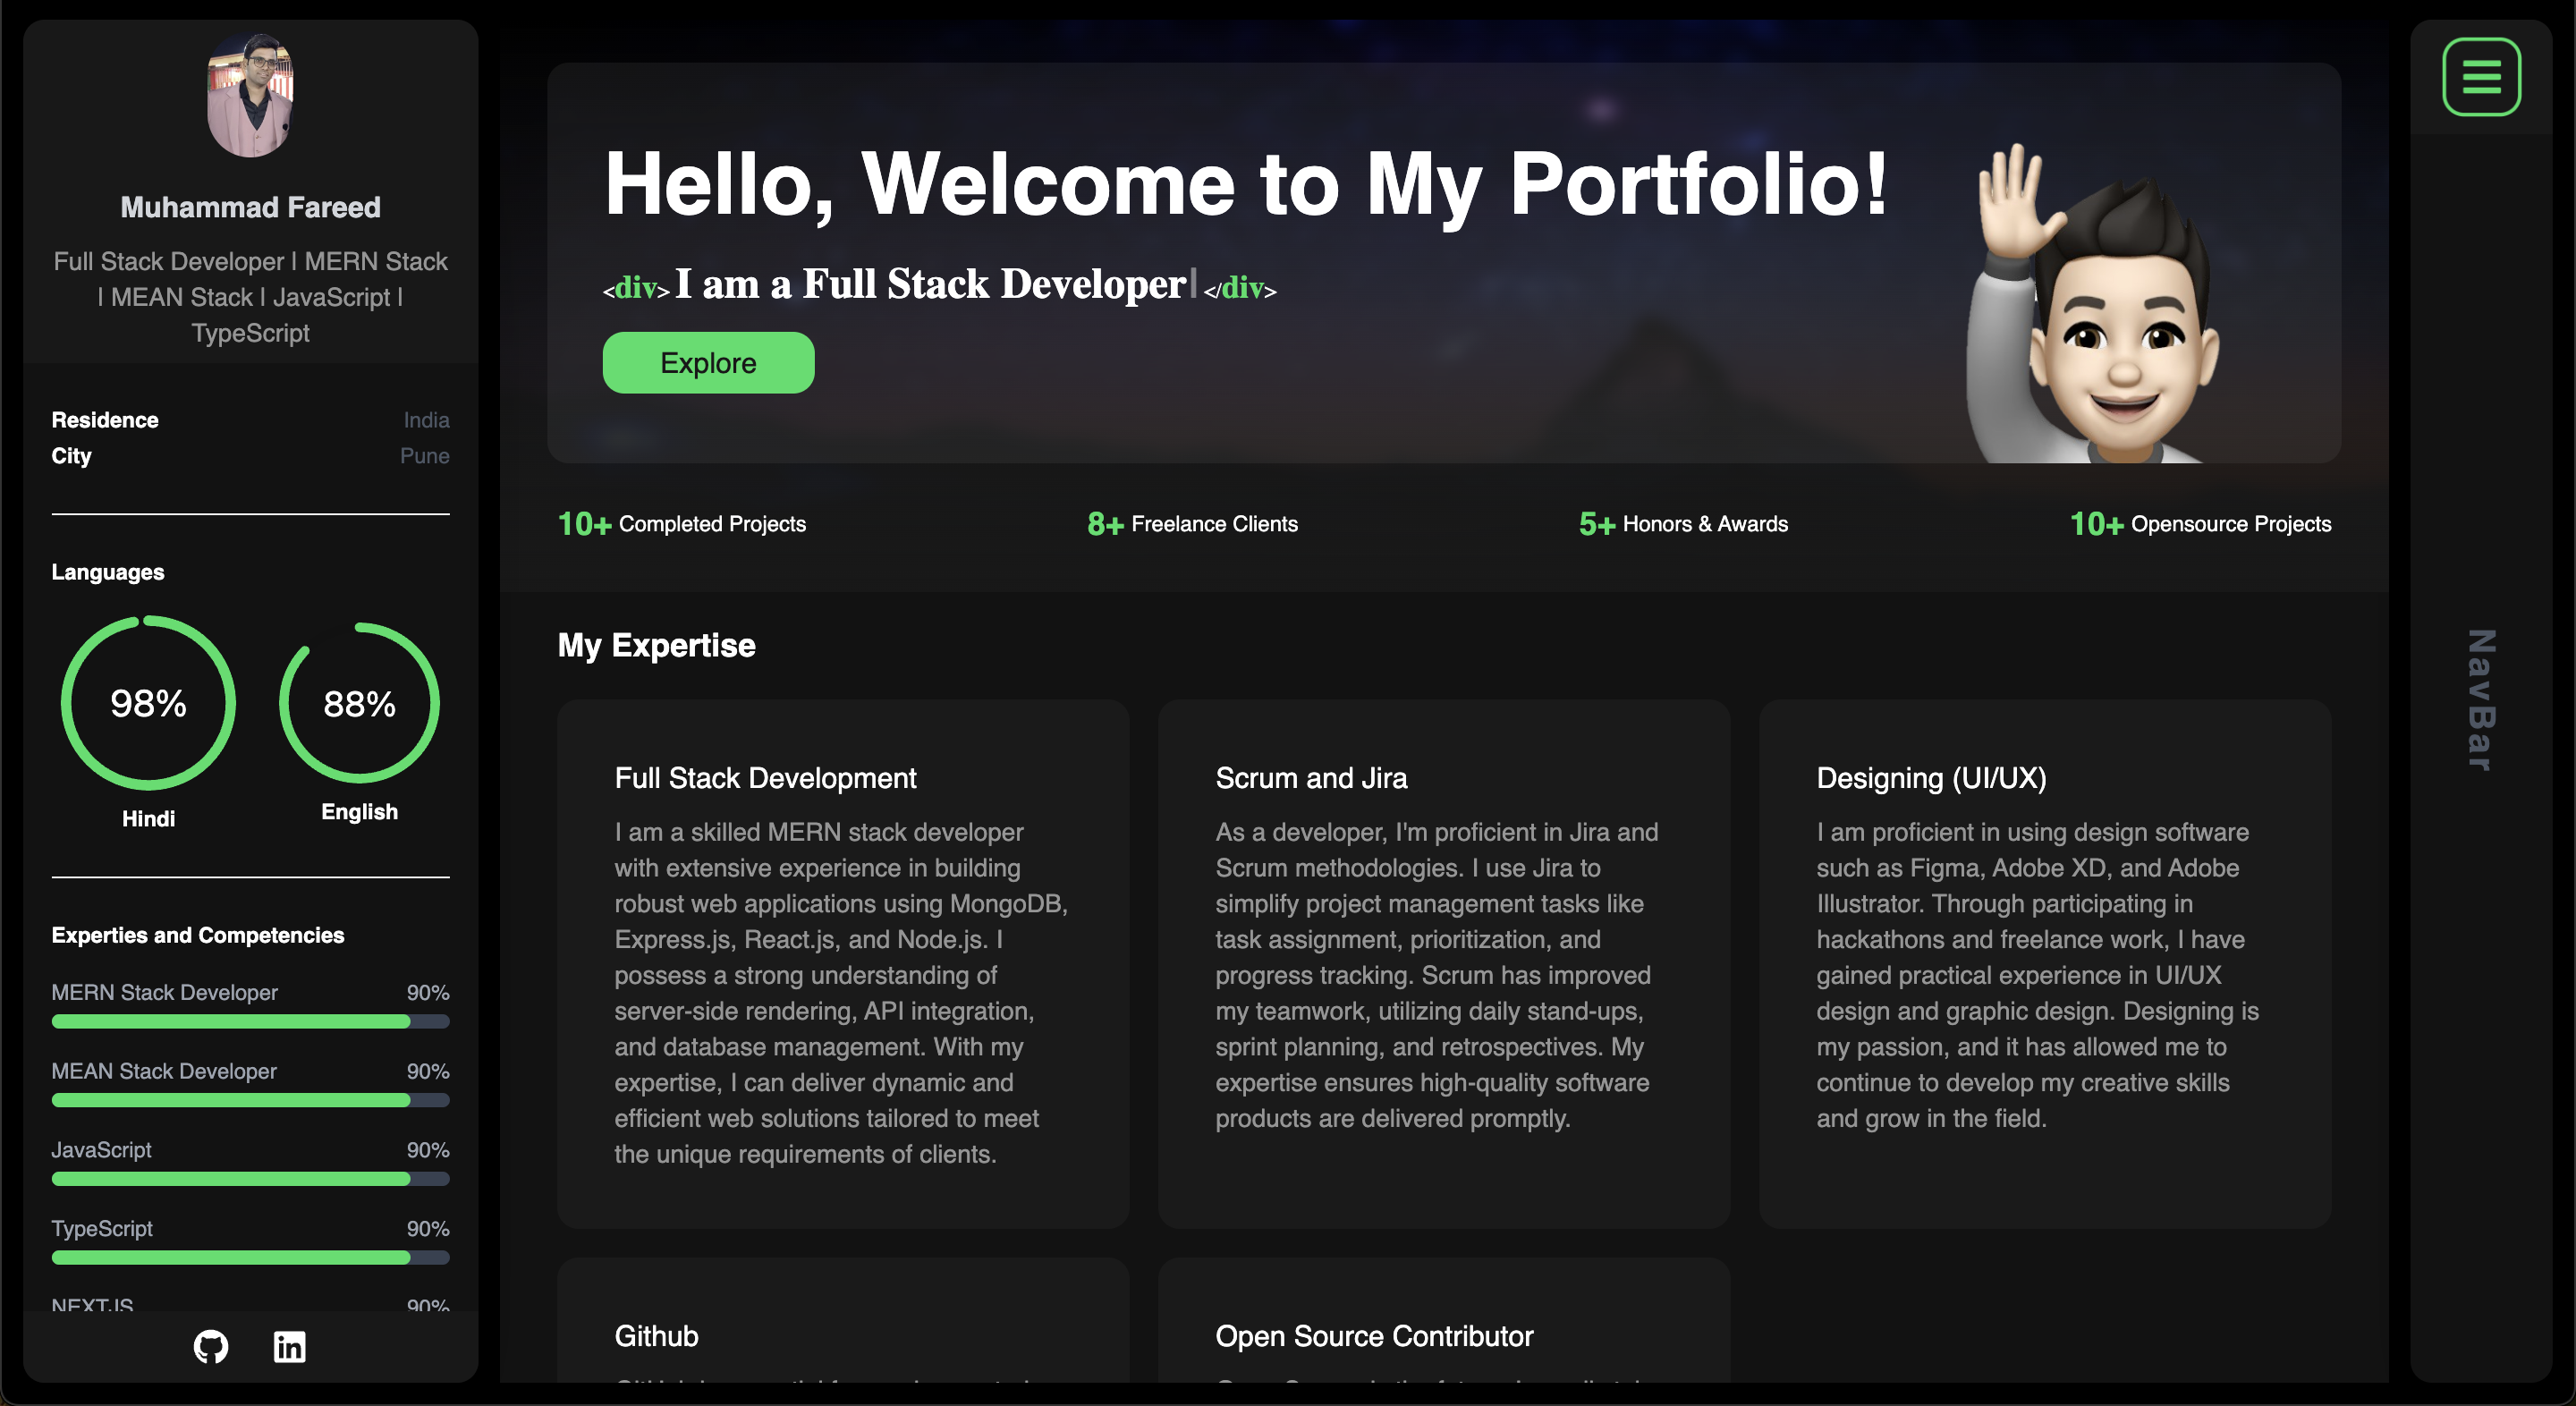 Muhammad Fareed
Full Stack Developer | MERN Stack
| MEAN Stack | JavaScript |
TypeScript
Residence India
City Pune
Languages
98%
88%
Hindi
English
Experties and Competencies
MERN Stack Developer 90%
MEAN Stack Developer 90%
JavaScript 90%
TypeScript 90%
NEXTJS 90%
Hello, Welcome to My Portfolio!
<div> I am a Full Stack Developer| </div>
Explore
10+ Completed Projects
8+ Freelance Clients
5+ Honors & Awards
10+ Opensource Projects
My Expertise
Full Stack Development
I am a skilled MERN stack developer
with extensive experience in building
robust web applications using MongoDB,
Express.js, React.js, and Node.js. I
possess a strong understanding of
server-side rendering, API integration,
and database management. With my
expertise, I can deliver dynamic and
efficient web solutions tailored to meet
the unique requirements of clients.
Scrum and Jira
As a developer, I'm proficient in Jira and
Scrum methodologies. I use Jira to
simplify project management tasks like
task assignment, prioritization, and
progress tracking. Scrum has improved
my teamwork, utilizing daily stand-ups,
sprint planning, and retrospectives. My
expertise ensures high-quality software
products are delivered promptly.
Designing (UI/UX)
I am proficient in using design software
such as Figma, Adobe XD, and Adobe
Illustrator. Through participating in
hackathons and freelance work, I have
gained practical experience in UI/UX
design and graphic design. Designing is
my passion, and it has allowed me to
continue to develop my creative skills
and grow in the field.
Github
Open Source Contributor
NavBar